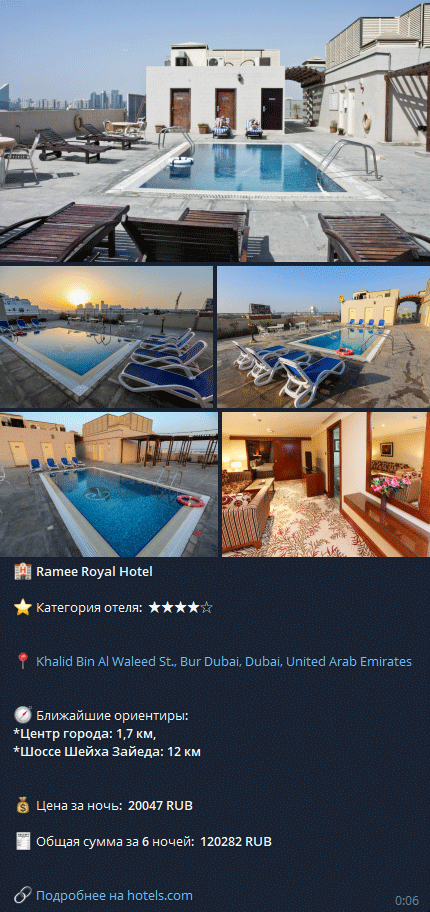 Ramee Royal Hotel
Категория отеля: ★★★★☆
Khalid Bin Al Waleed St., Bur Dubai, Dubai, United Arab Emirates
Ближайшие ориентиры:
*Центр города: 1,7 км,
*Шоссе Шейха Зайеда: 12 км
Цена за ночь: 20047 RUB
Общая сумма за 6 ночей: 120282 RUB
Подробнее на hotels.com
0:06